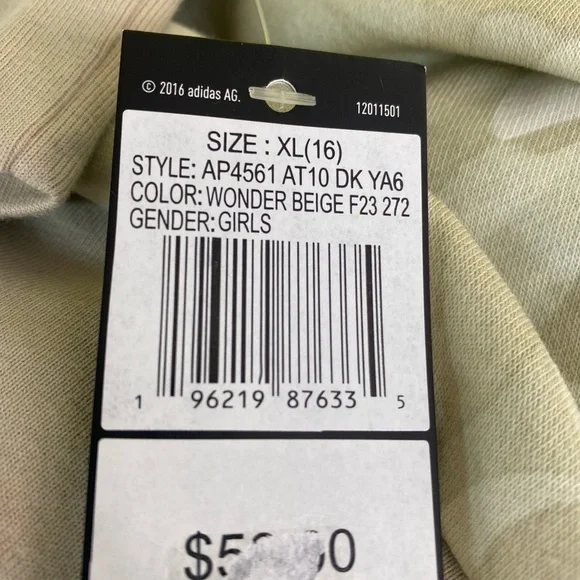 © 2016 adidas AG.
12011501
SIZE : XL(16)
STYLE: AP4561 AT10 DK YA6
COLOR: WONDER BEIGE F23 272
GENDER: GIRLS
1 96219 87633 5